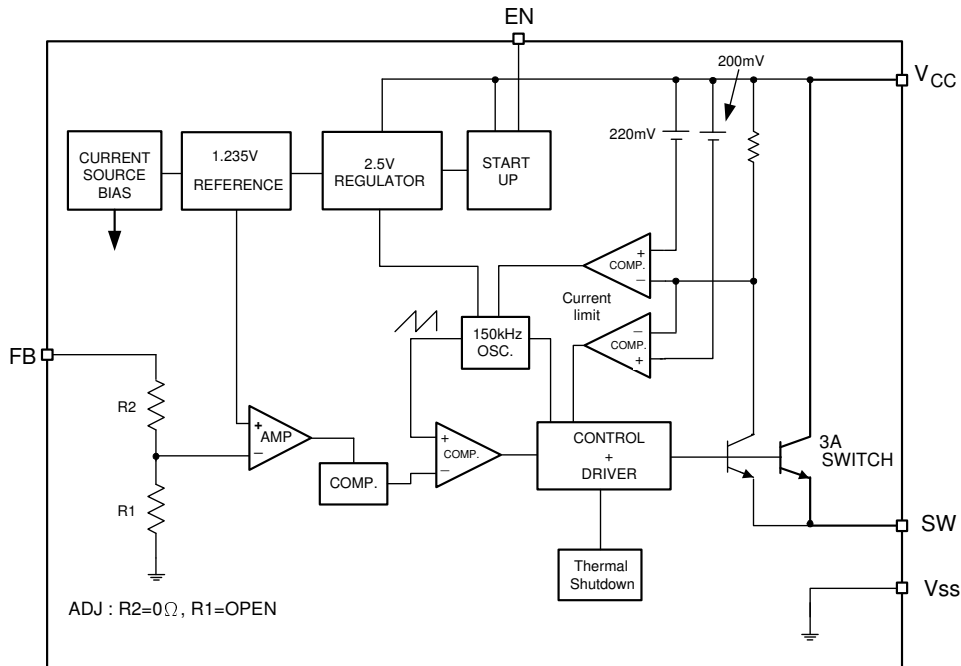 EN
200mV
VCC
220mV
CURRENT
SOURCE
BIAS
1.235V
REFERENCE
2.5V
REGULATOR
START
UP
+
COMP.
−
Current
limit
−
COMP.
+
150kHz
OSC.
FB
R2
+
AMP
−
COMP.
+
COMP.
−
CONTROL
+
DRIVER
3A
SWITCH
R1
SW
Thermal
Shutdown
Vss
ADJ : R2=0Ω, R1=OPEN